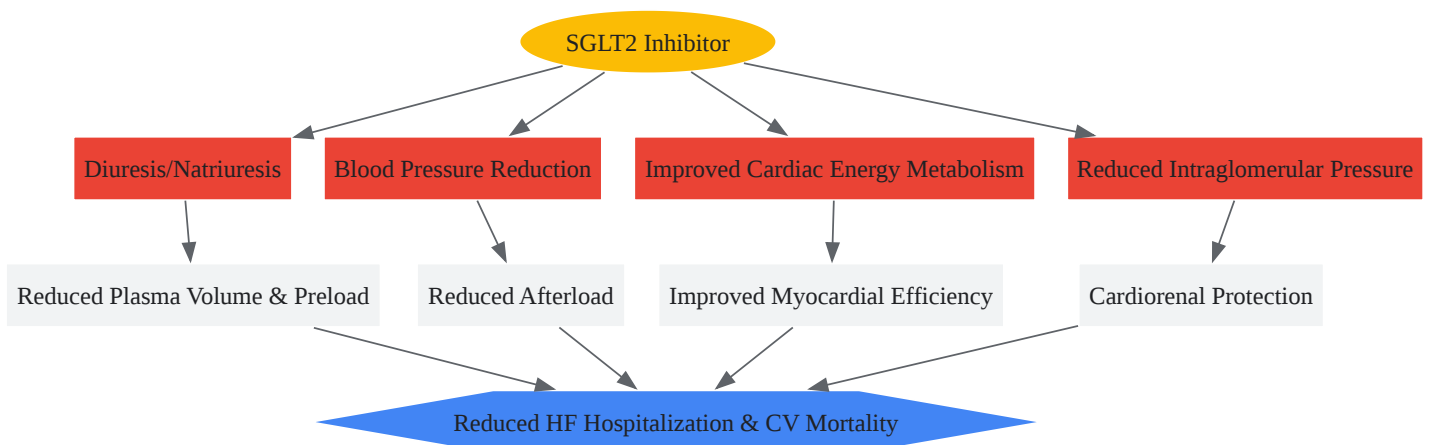 SGLT2 Inhibitor
Diuresis/Natriuresis
Blood Pressure Reduction
Improved Cardiac Energy Metabolism
Reduced Intraglomerular Pressure
Reduced Plasma Volume & Preload
Reduced Afterload
Improved Myocardial Efficiency
Cardiorenal Protection
Reduced HF Hospitalization & CV Mortality